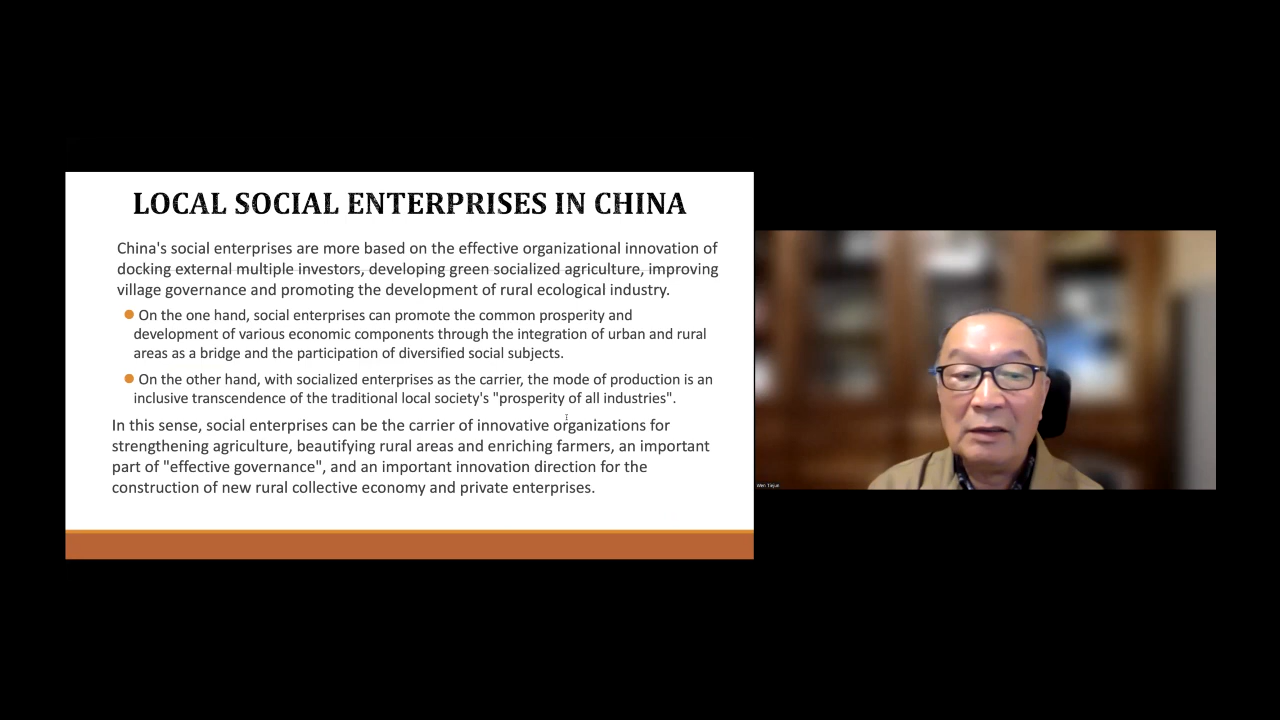 LOCAL SOCIAL ENTERPRISES IN CHINA
China's social enterprises are more based on the effective organizational innovation of
docking external multiple investors, developing green socialized agriculture, improving
village governance and promoting the development of rural ecological industry.
On the one hand, social enterprises can promote the common prosperity and
development of various economic components through the integration of urban and rural
areas as a bridge and the participation of diversified social subjects.
On the other hand, with socialized enterprises as the carrier, the mode of production is an
inclusive transcendence of the traditional local society's "prosperity of all industries".
In this sense, social enterprises can be the carrier of innovative organizations for
strengthening agriculture, beautifying rural areas and enriching farmers, an important
part of "effective governance", and an important innovation direction for the
construction of new rural collective economy and private enterprises.
Wen Tiejun